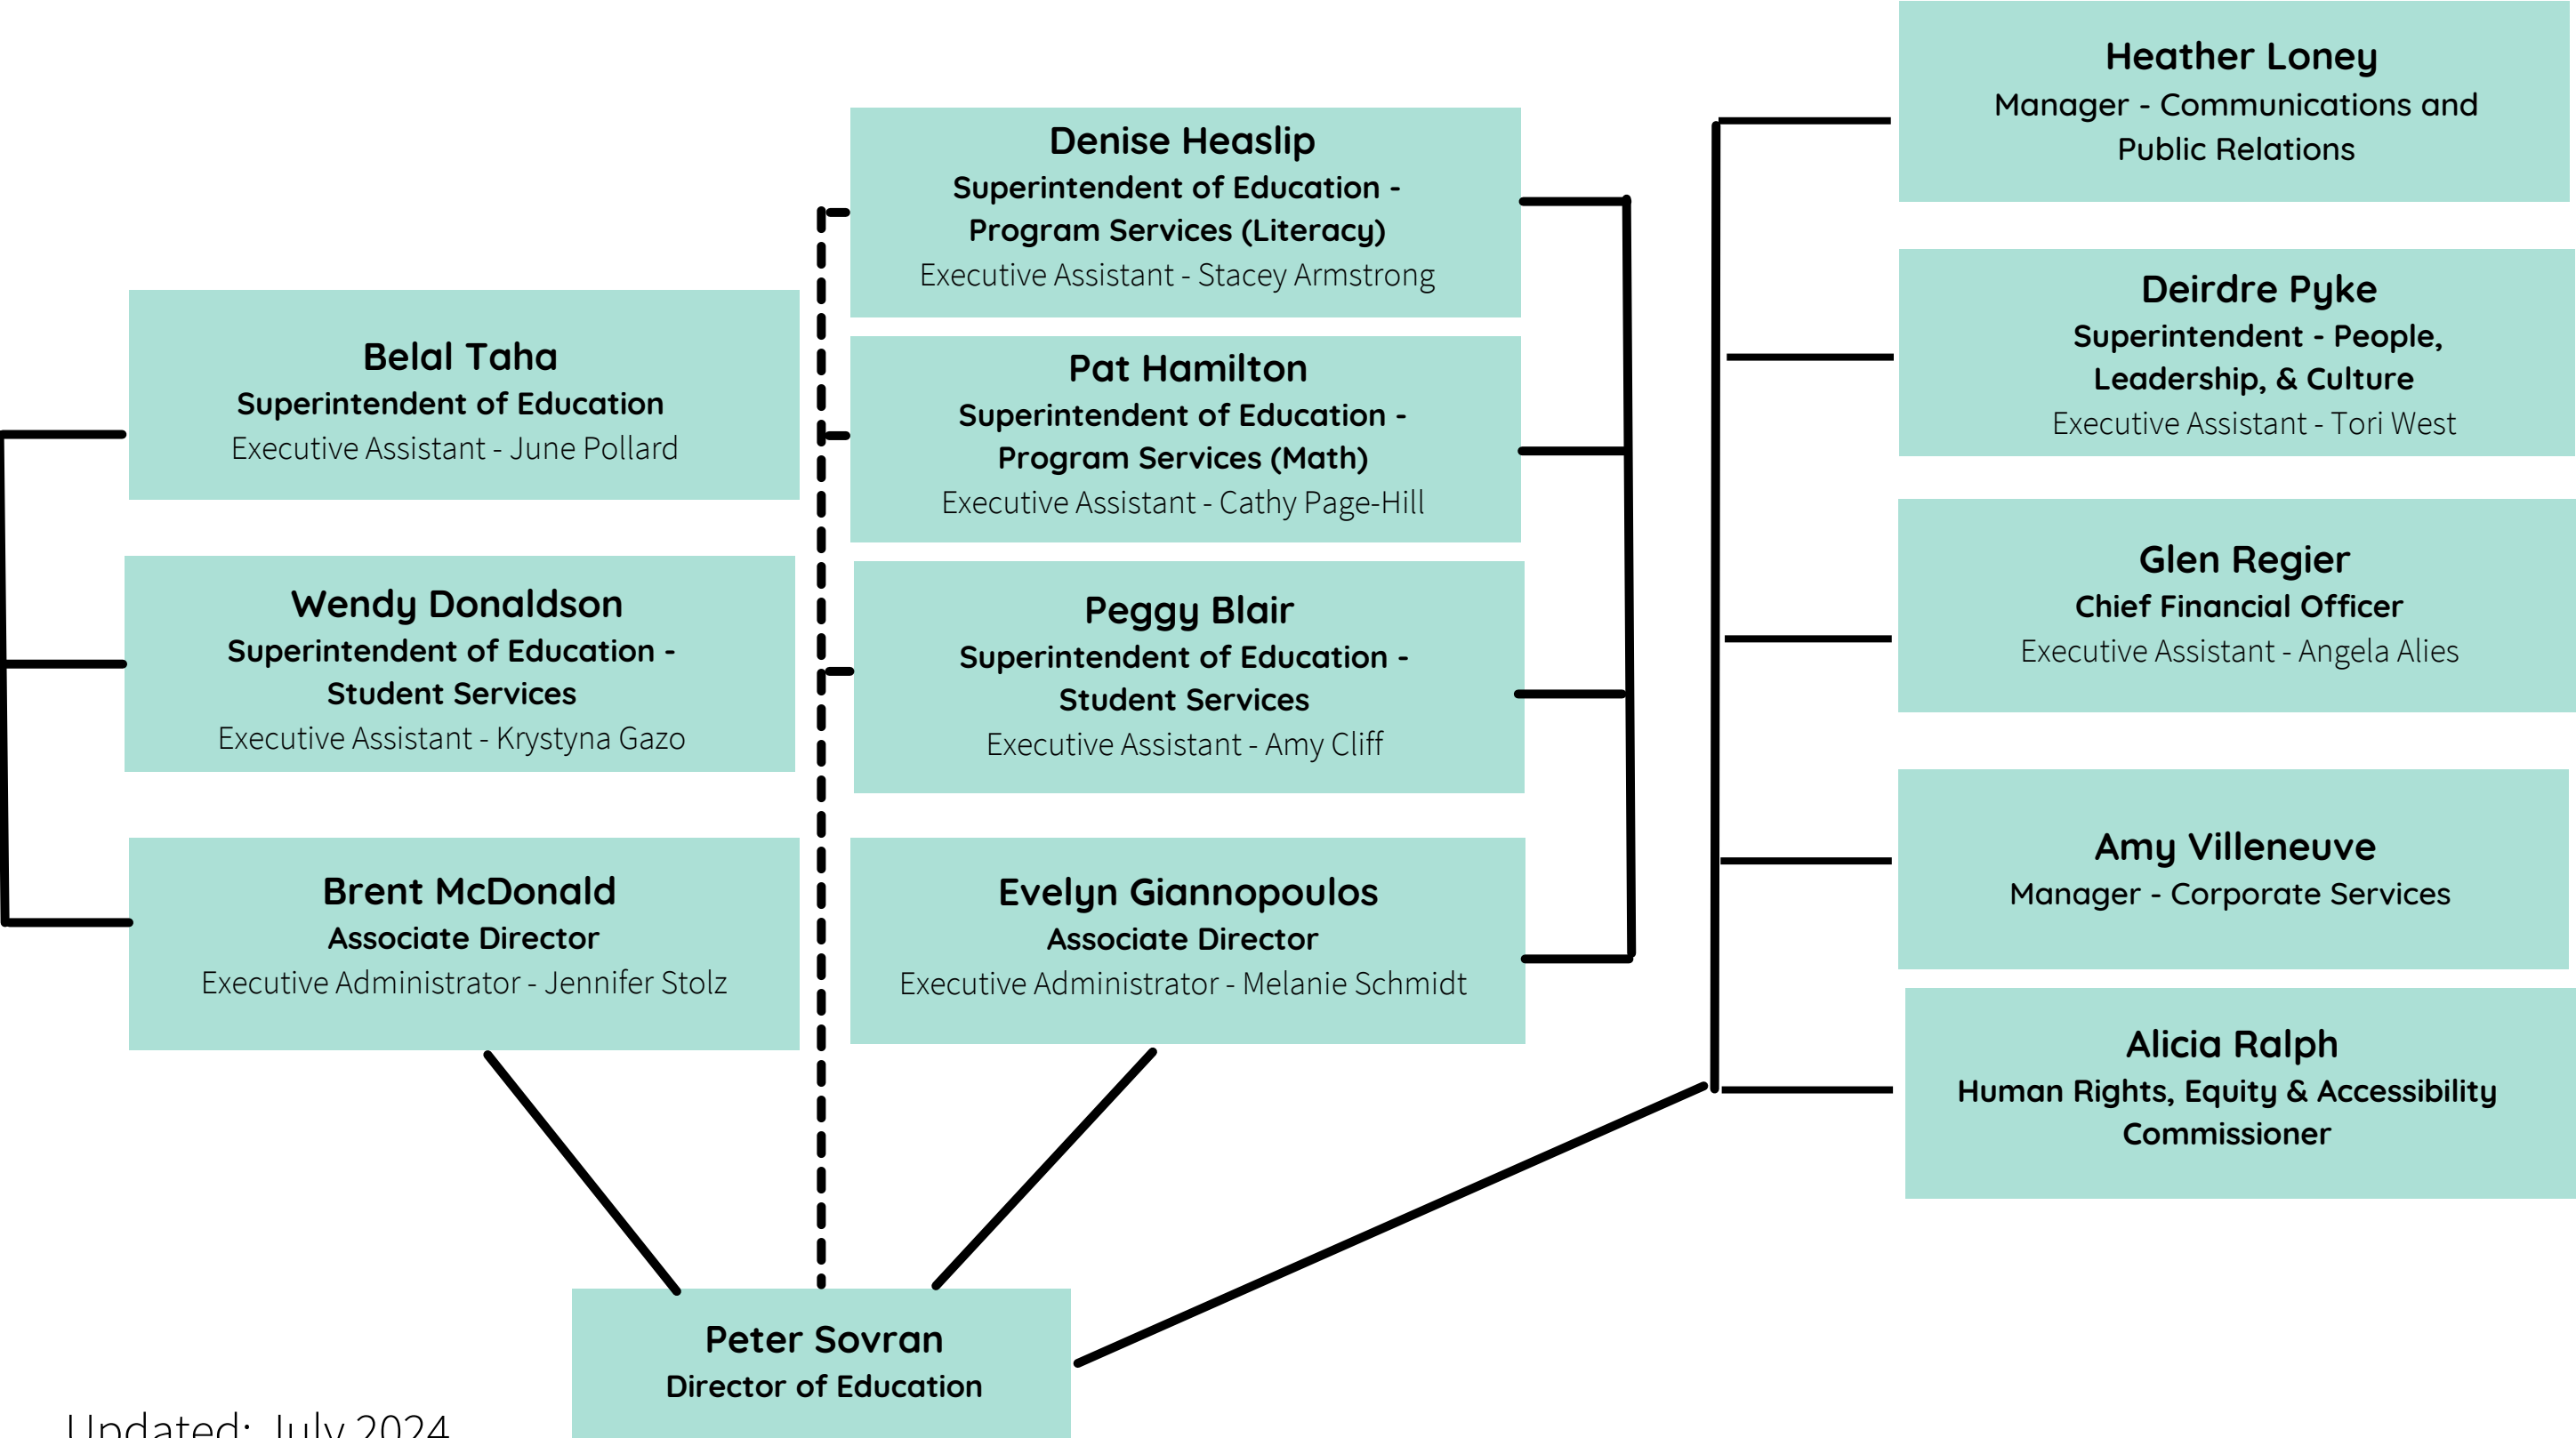 Heather Loney
Manager - Communications and
Public Relations
Denise Heaslip
Superintendent of Education -
Program Services (Literacy)
Executive Assistant - Stacey Armstrong
Deirdre Pyke
Superintendent - People,
Leadership, & Culture
Executive Assistant - Tori West
Belal Taha
Superintendent of Education
Executive Assistant - June Pollard
Pat Hamilton
Superintendent of Education -
Program Services (Math)
Executive Assistant - Cathy Page-Hill
Glen Regier
Chief Financial Officer
Executive Assistant - Angela Alies
Wendy Donaldson
Superintendent of Education -
Student Services
Executive Assistant - Krystyna Gazo
Peggy Blair
Superintendent of Education -
Student Services
Executive Assistant - Amy Cliff
Amy Villeneuve
Manager - Corporate Services
Brent McDonald
Associate Director
Executive Administrator - Jennifer Stolz
Evelyn Giannopoulos
Associate Director
Executive Administrator - Melanie Schmidt
Alicia Ralph
Human Rights, Equity & Accessibility
Commissioner
Peter Sovran
Director of Education
Updated: July 2024